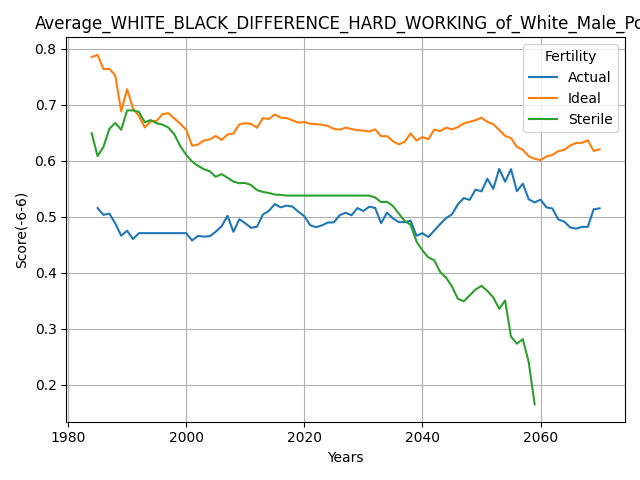 Average_WHITE_BLACK_DIFFERENCE_HARD_WORKING_of_White_Male_Po
Fertility
Actual
Ideal
Sterile
Score(-6-6)
0.8
0.7
0.6
0.5
0.4
0.3
0.2
1980
2000
2020
2040
2060
Years